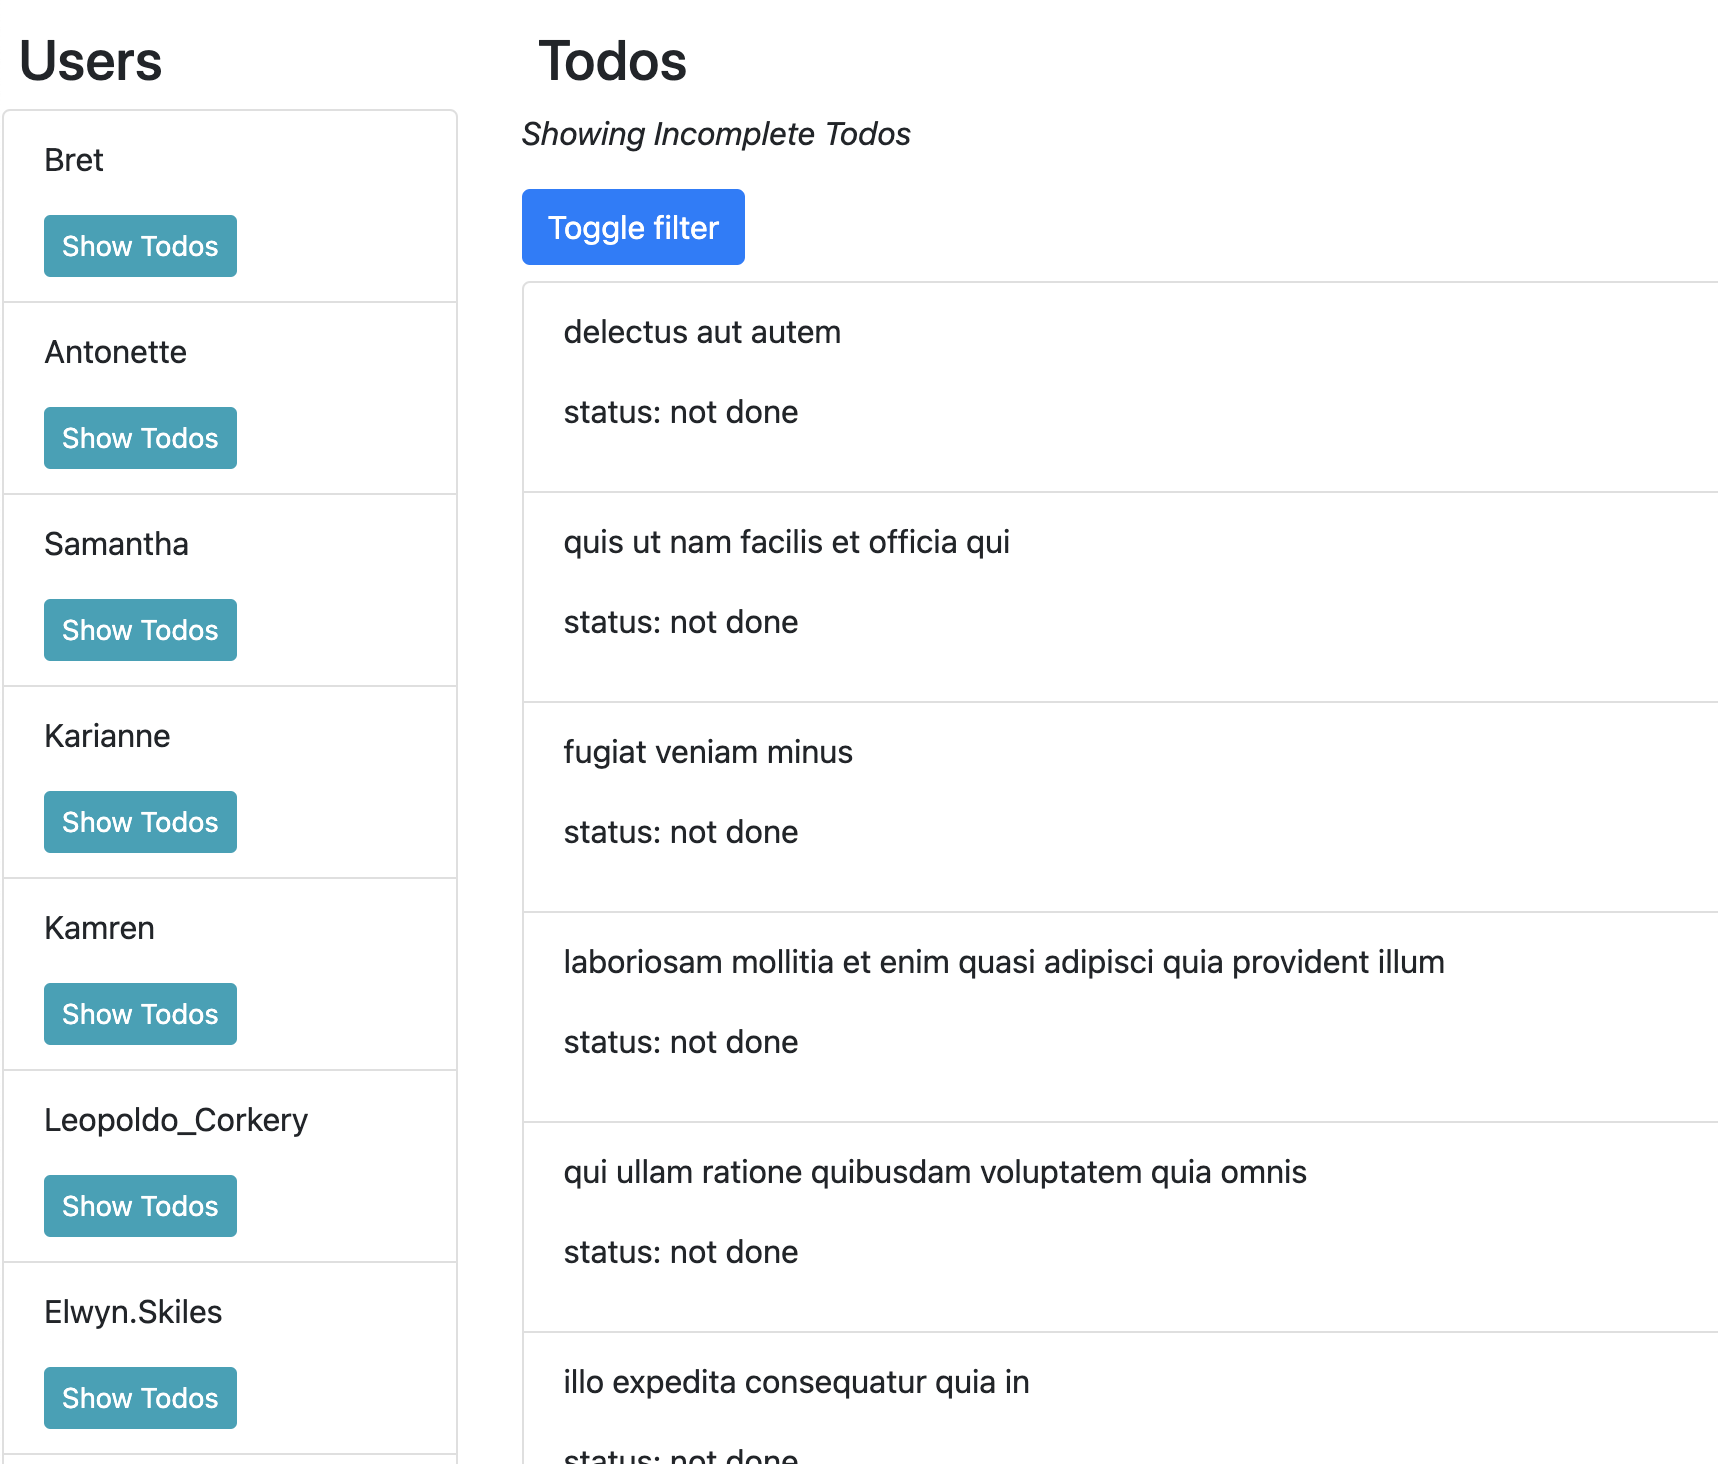 Users
Bret
Show Todos
Antonette
Show Todos
Samantha
Show Todos
Karianne
Show Todos
Kamren
Show Todos
Leopoldo_Corkery
Show Todos
Elwyn.Skiles
Show Todos
Todos
Showing Incomplete Todos
Toggle filter
delectus aut autem
status: not done
quis ut nam facilis et officia qui
status: not done
fugiat veniam minus
status: not done
laboriosam mollitia et enim quasi adipisci quia provident illum
status: not done
qui ullam ratione quibusdam voluptatem quia omnis
status: not done
illo expedita consequatur quia in
status: not done